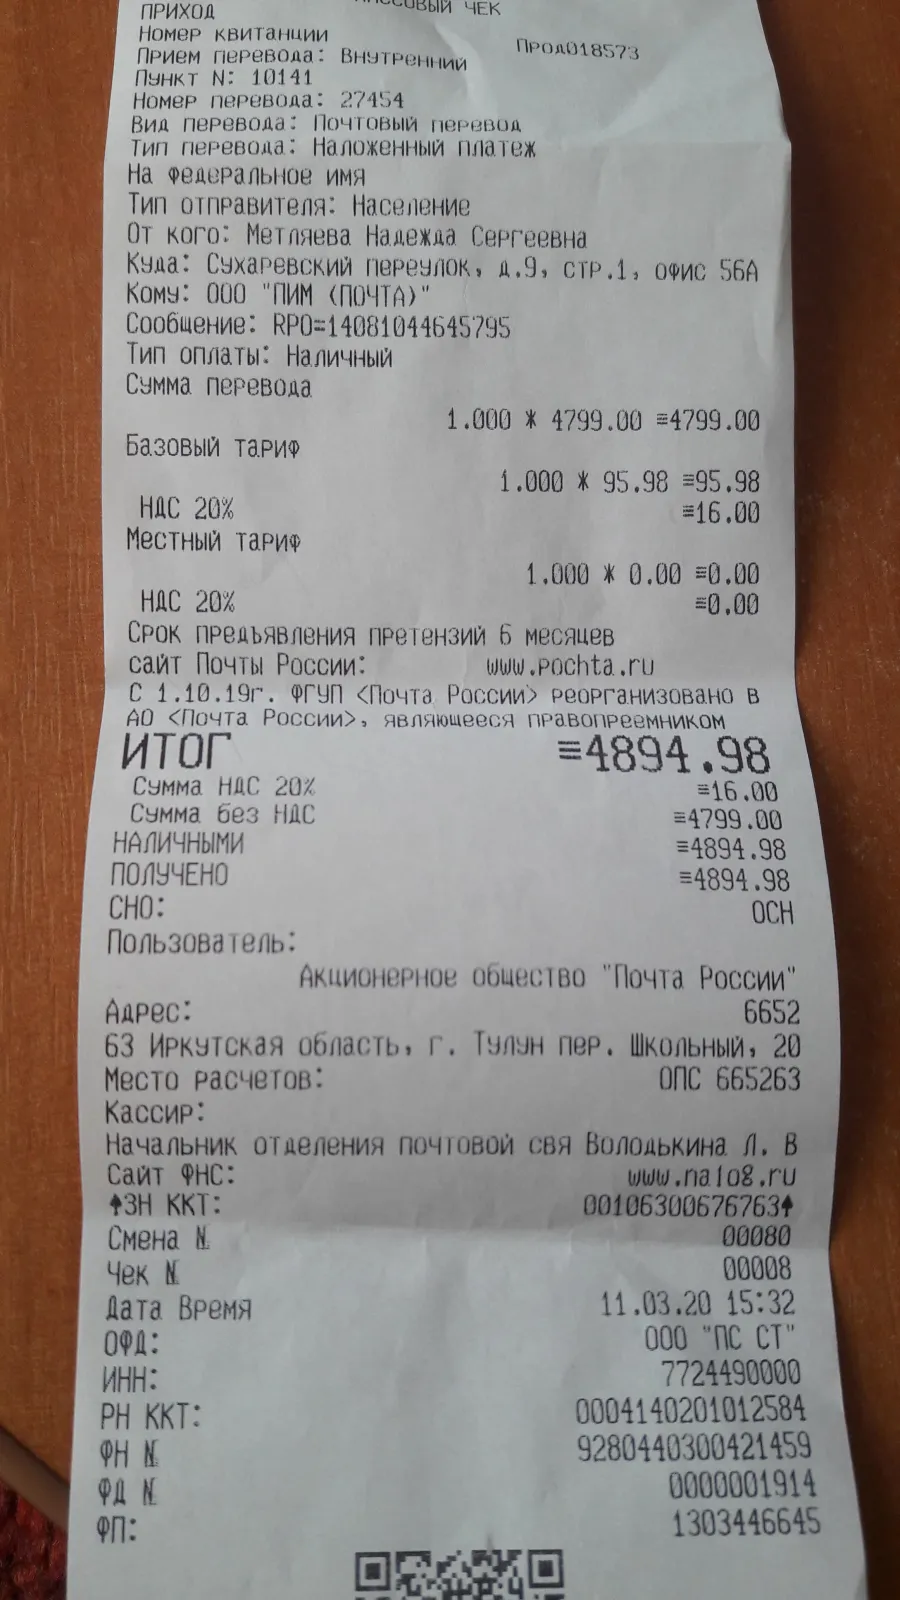 КАССОВЫЙ ЧЕК
ПРИХОД
Номер квитанции Прод018573
Прием перевода: Внутренний
Пункт N: 10141
Номер перевода: 27454
Вид перевода: Почтовый перевод
Тип перевода: Наложенный платеж
На федеральное имя
Тип отправителя: Население
От кого: Метляева Надежда Сергеевна
Куда: Сухаревский переулок, д.9, стр.1, офис 56А
Кому: ООО "ПИМ (ПОЧТА)"
Сообщение: RPO=14081044645795
Тип оплаты: Наличный
Сумма перевода
1.000 * 4799.00 ≡4799.00
Базовый тариф
1.000 * 95.98 ≡95.98
НДС 20% ≡16.00
Местный тариф
1.000 * 0.00 ≡0.00
НДС 20% ≡0.00
Срок предъявления претензий 6 месяцев
сайт Почты России: www.pochta.ru
С 1.10.19г. ФГУП <Почта России> реорганизовано в
АО <Почта России>, являющееся правопреемником
ИТОГ ≡4894.98
Сумма НДС 20% ≡16.00
Сумма без НДС ≡4799.00
НАЛИЧНЫМИ ≡4894.98
ПОЛУЧЕНО ≡4894.98
СНО: ОСН
Пользователь:
Акционерное общество "Почта России"
Адрес: 6652
63 Иркутская область, г. Тулун пер. Школьный, 20
Место расчетов: ОПС 665263
Кассир:
Начальник отделения почтовой свя Володькина Л. В
Сайт ФНС: www.nalog.ru
↑ЗН ККТ: 00106300676763↑
Смена № 00080
Чек № 00008
Дата Время 11.03.20 15:32
ОФД: ООО "ПС СТ"
ИНН: 7724490000
РН ККТ: 0004140201012584
ФН № 9280440300421459
ФД № 0000001914
ФП: 1303446645